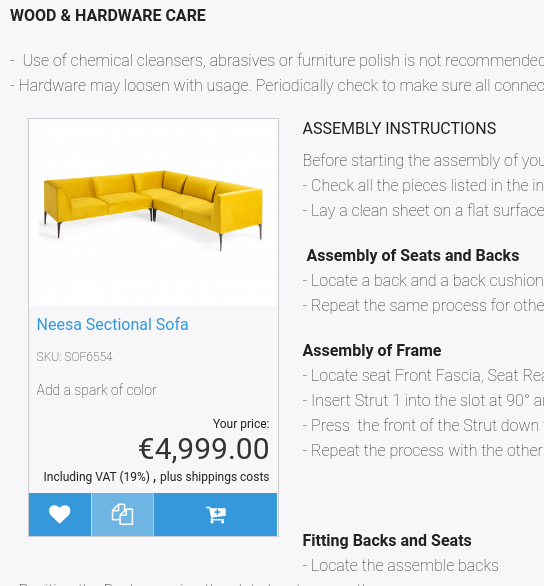 WOOD & HARDWARE CARE
- Use of chemical cleansers, abrasives or furniture polish is not recommended
- Hardware may loosen with usage. Periodically check to make sure all connec
ASSEMBLY INSTRUCTIONS
Before starting the assembly of you
- Check all the pieces listed in the in
- Lay a clean sheet on a flat surface
Assembly of Seats and Backs
- Locate a back and a back cushion
- Repeat the same process for othe
Assembly of Frame
- Locate seat Front Fascia, Seat Rea
- Insert Strut 1 into the slot at 90° a
- Press the front of the Strut down
- Repeat the process with the other
Fitting Backs and Seats
- Locate the assemble backs
Neesa Sectional Sofa
SKU: SOF6554
Add a spark of color
Your price:
€4,999.00
Including VAT (19%) , plus shippings costs